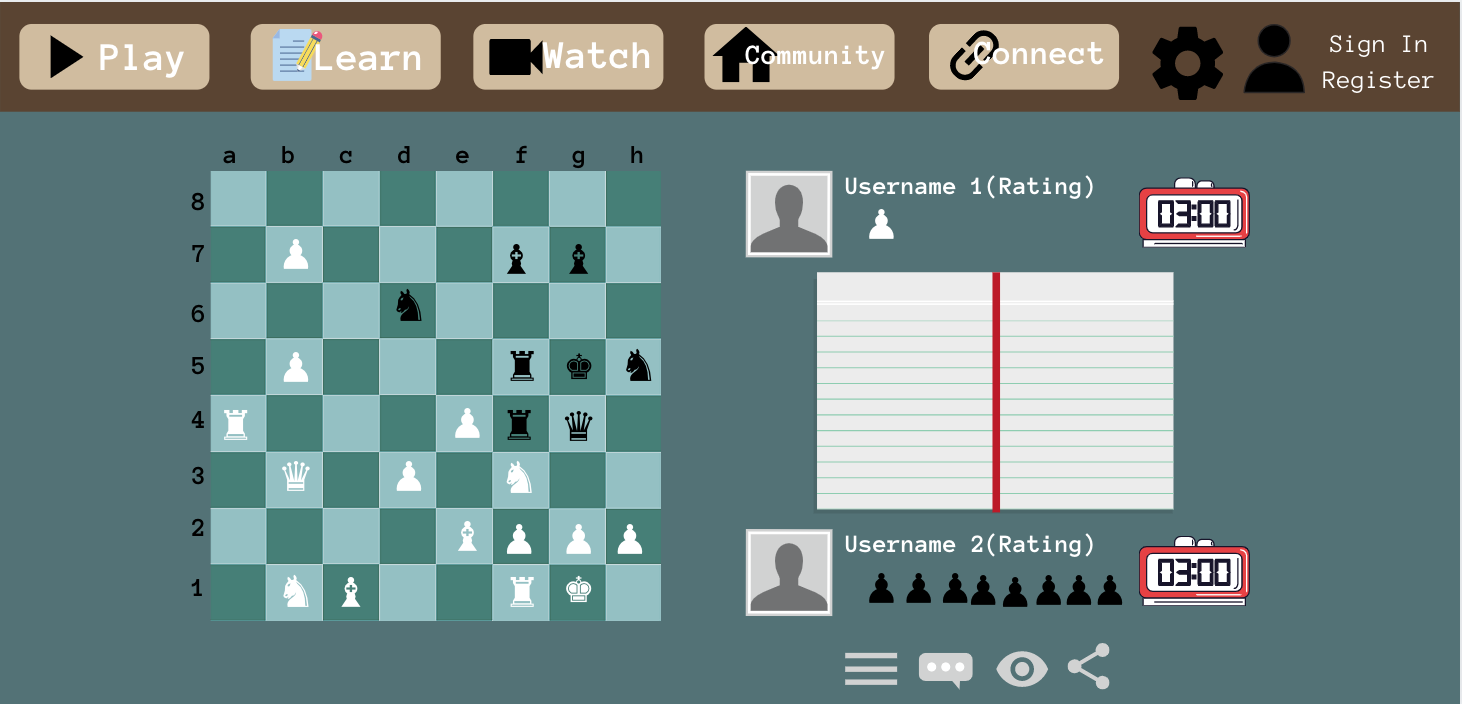 Play
Learn
Watch
Community
Connect
Sign In
Register
a b c d e f g h
8
7
6
5
4
3
2
1
Username 1(Rating)
03:00
Username 2(Rating)
03:00